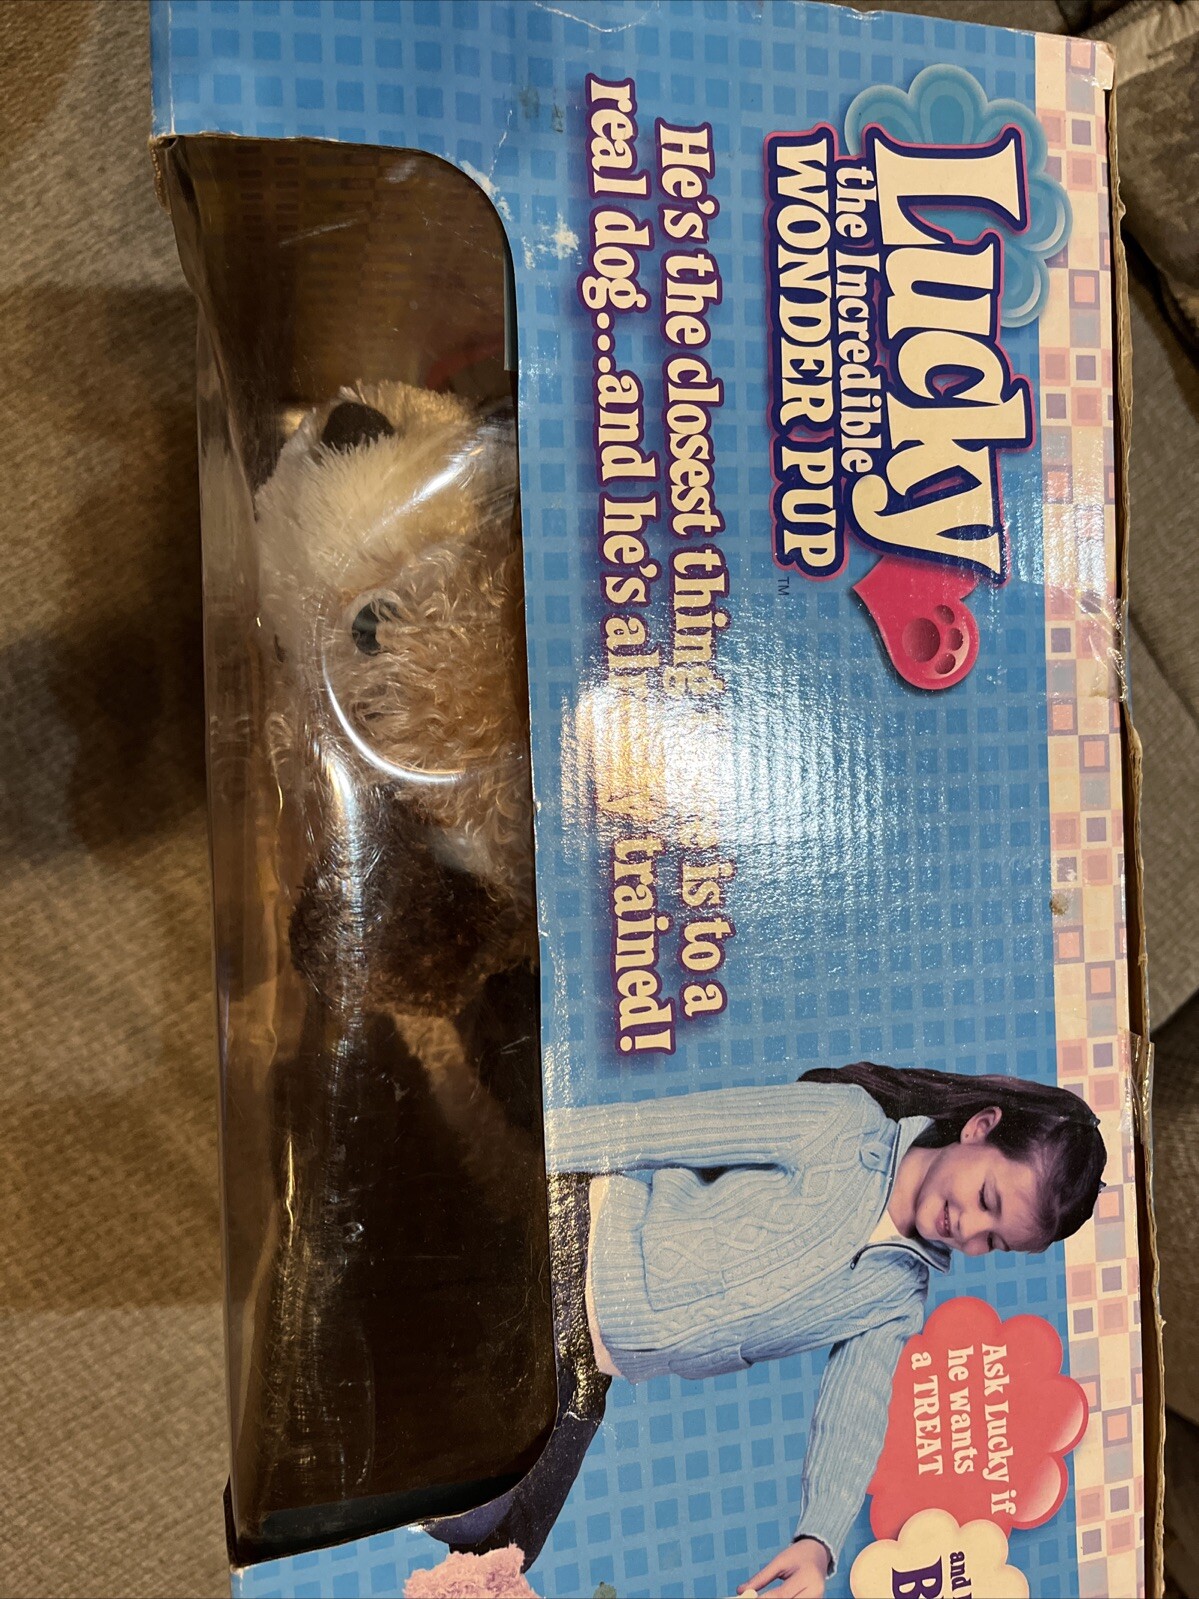 Lucky
the Incredible
WONDER PUP
TM
He's the closest thing is to a
real dog...and he's trained!
Ask Lucky if
he wants
a TREAT
and